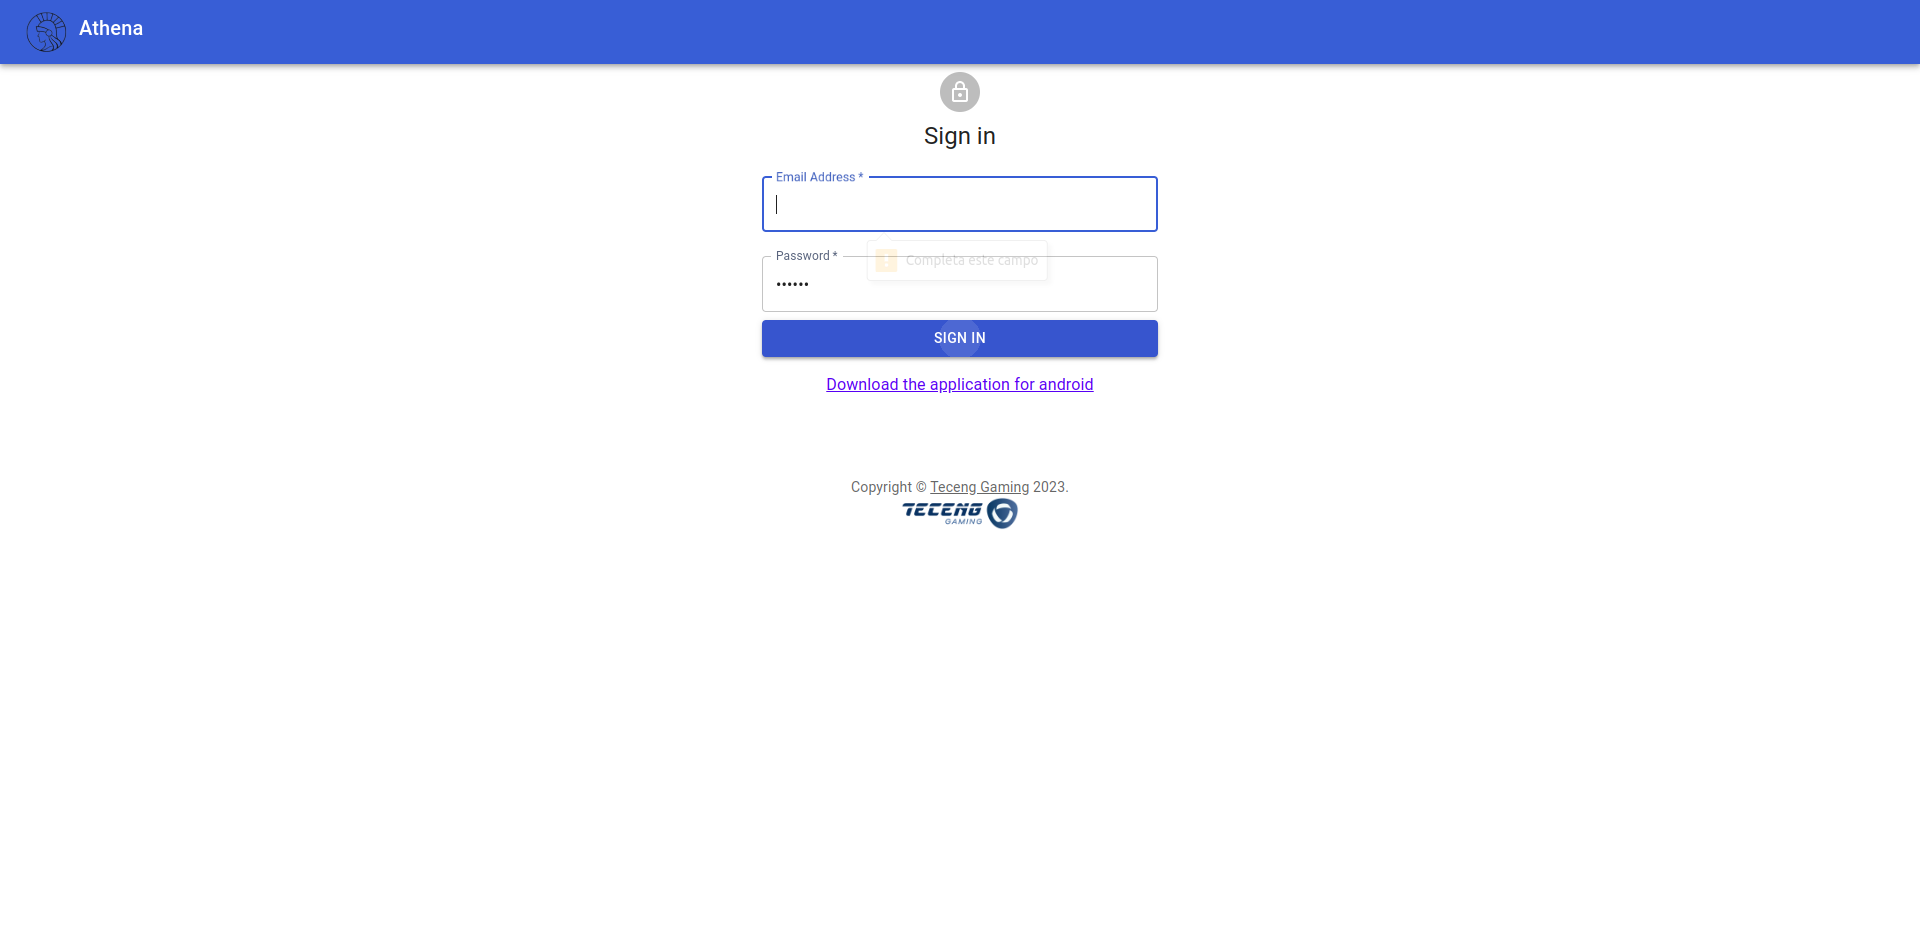 Athena
Sign in
Email Address *
Completa este campo
Password *
••••••
SIGN IN
Download the application for android
Copyright © Teceng Gaming 2023.
TECENG
GAMING